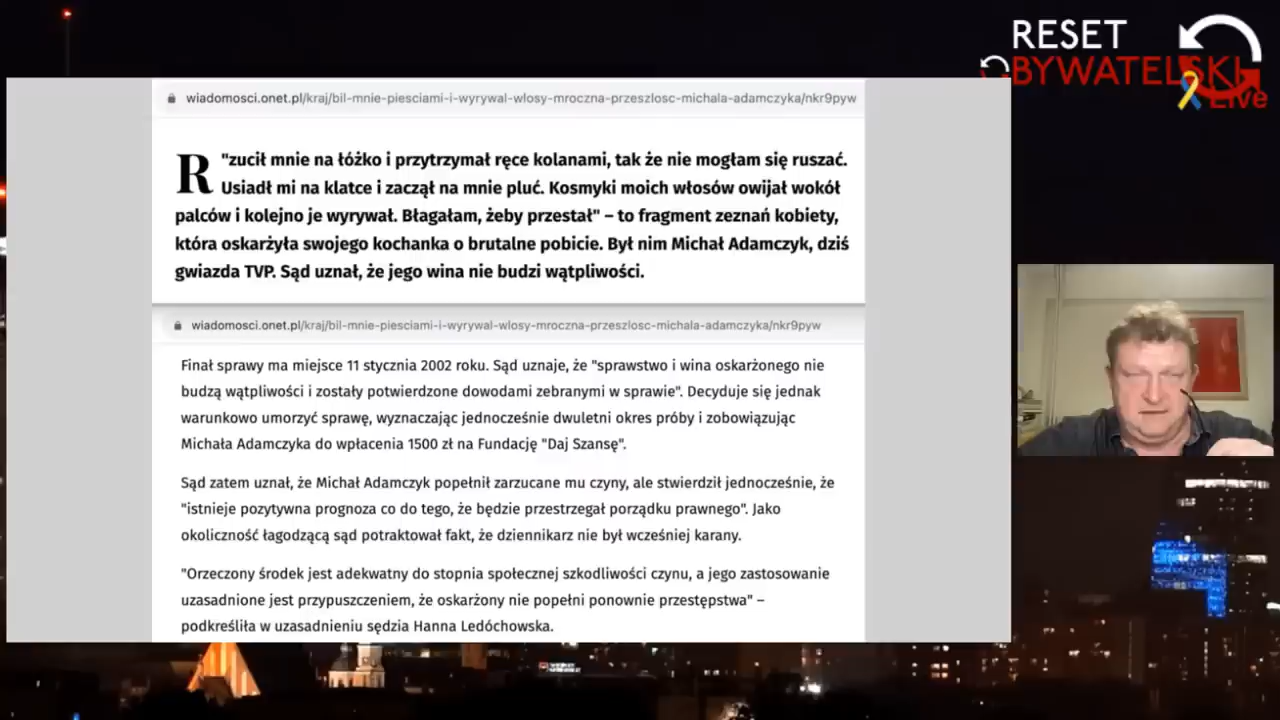 RESET
OBYWATELSKI
Live
wiadomosci.onet.pl/kraj/bil-mnie-piesciami-i-wyrywal-wlosy-mroczna-przeszlosc-michala-adamczyka/nkr9pyw
R "zucił mnie na łóżko i przytrzymał ręce kolanami, tak że nie mogłam się ruszać.
Usiadł mi na klatce i zaczął na mnie pluć. Kosmyki moich włosów owijał wokół
palców i kolejno je wyrywał. Błagałam, żeby przestał" – to fragment zeznań kobiety,
która oskarżyła swojego kochanka o brutalne pobicie. Był nim Michał Adamczyk, dziś
gwiazda TVP. Sąd uznał, że jego wina nie budzi wątpliwości.
wiadomosci.onet.pl/kraj/bil-mnie-piesciami-i-wyrywal-wlosy-mroczna-przeszlosc-michala-adamczyka/nkr9pyw
Finał sprawy ma miejsce 11 stycznia 2002 roku. Sąd uznaje, że "sprawstwo i wina oskarżonego nie
budzą wątpliwości i zostały potwierdzone dowodami zebranymi w sprawie". Decyduje się jednak
warunkowo umorzyć sprawę, wyznaczając jednocześnie dwuletni okres próby i zobowiązując
Michała Adamczyka do wpłacenia 1500 zł na Fundację "Daj Szansę".
Sąd zatem uznał, że Michał Adamczyk popełnił zarzucane mu czyny, ale stwierdził jednocześnie, że
"istnieje pozytywna prognoza co do tego, że będzie przestrzegał porządku prawnego". Jako
okoliczność łagodzącą sąd potraktował fakt, że dziennikarz nie był wcześniej karany.
"Orzeczony środek jest adekwatny do stopnia społecznej szkodliwości czynu, a jego zastosowanie
uzasadnione jest przypuszczeniem, że oskarżony nie popełni ponownie przestępstwa" –
podkreśliła w uzasadnieniu sędzia Hanna Ledóchowska.